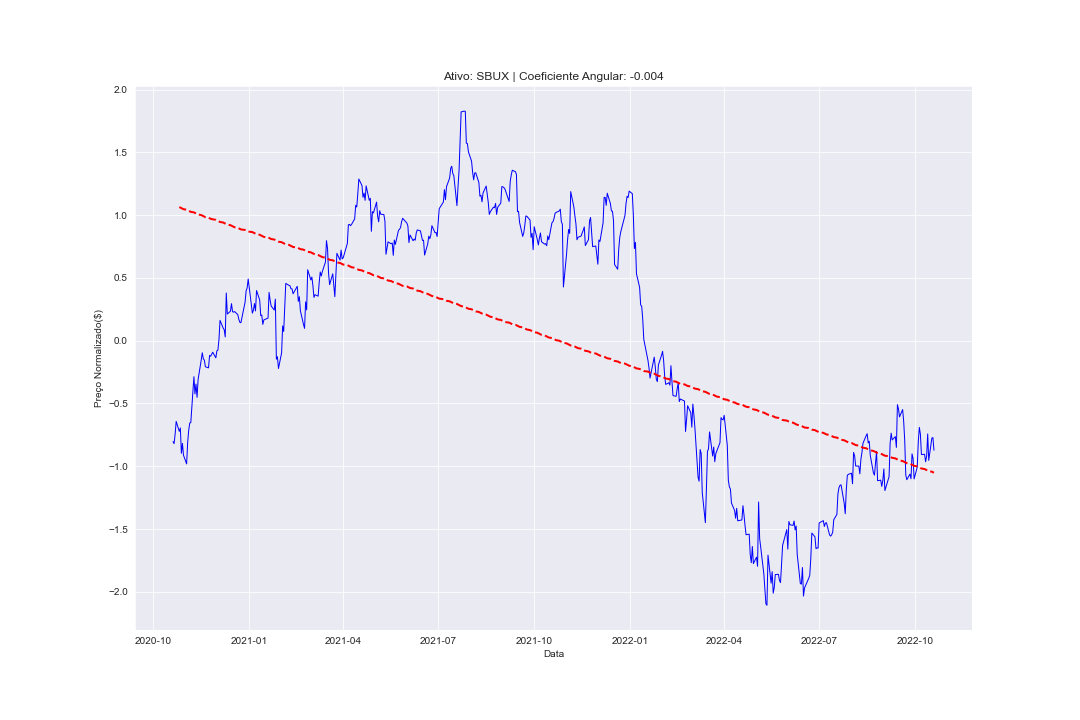 Ativo: SBUX | Coeficiente Angular: -0.004
2.0
1.5
1.0
0.5
0.0
−0.5
−1.0
−1.5
−2.0
Preço Normalizado($)
2020-10 2021-01 2021-04 2021-07 2021-10 2022-01 2022-04 2022-07 2022-10
Data